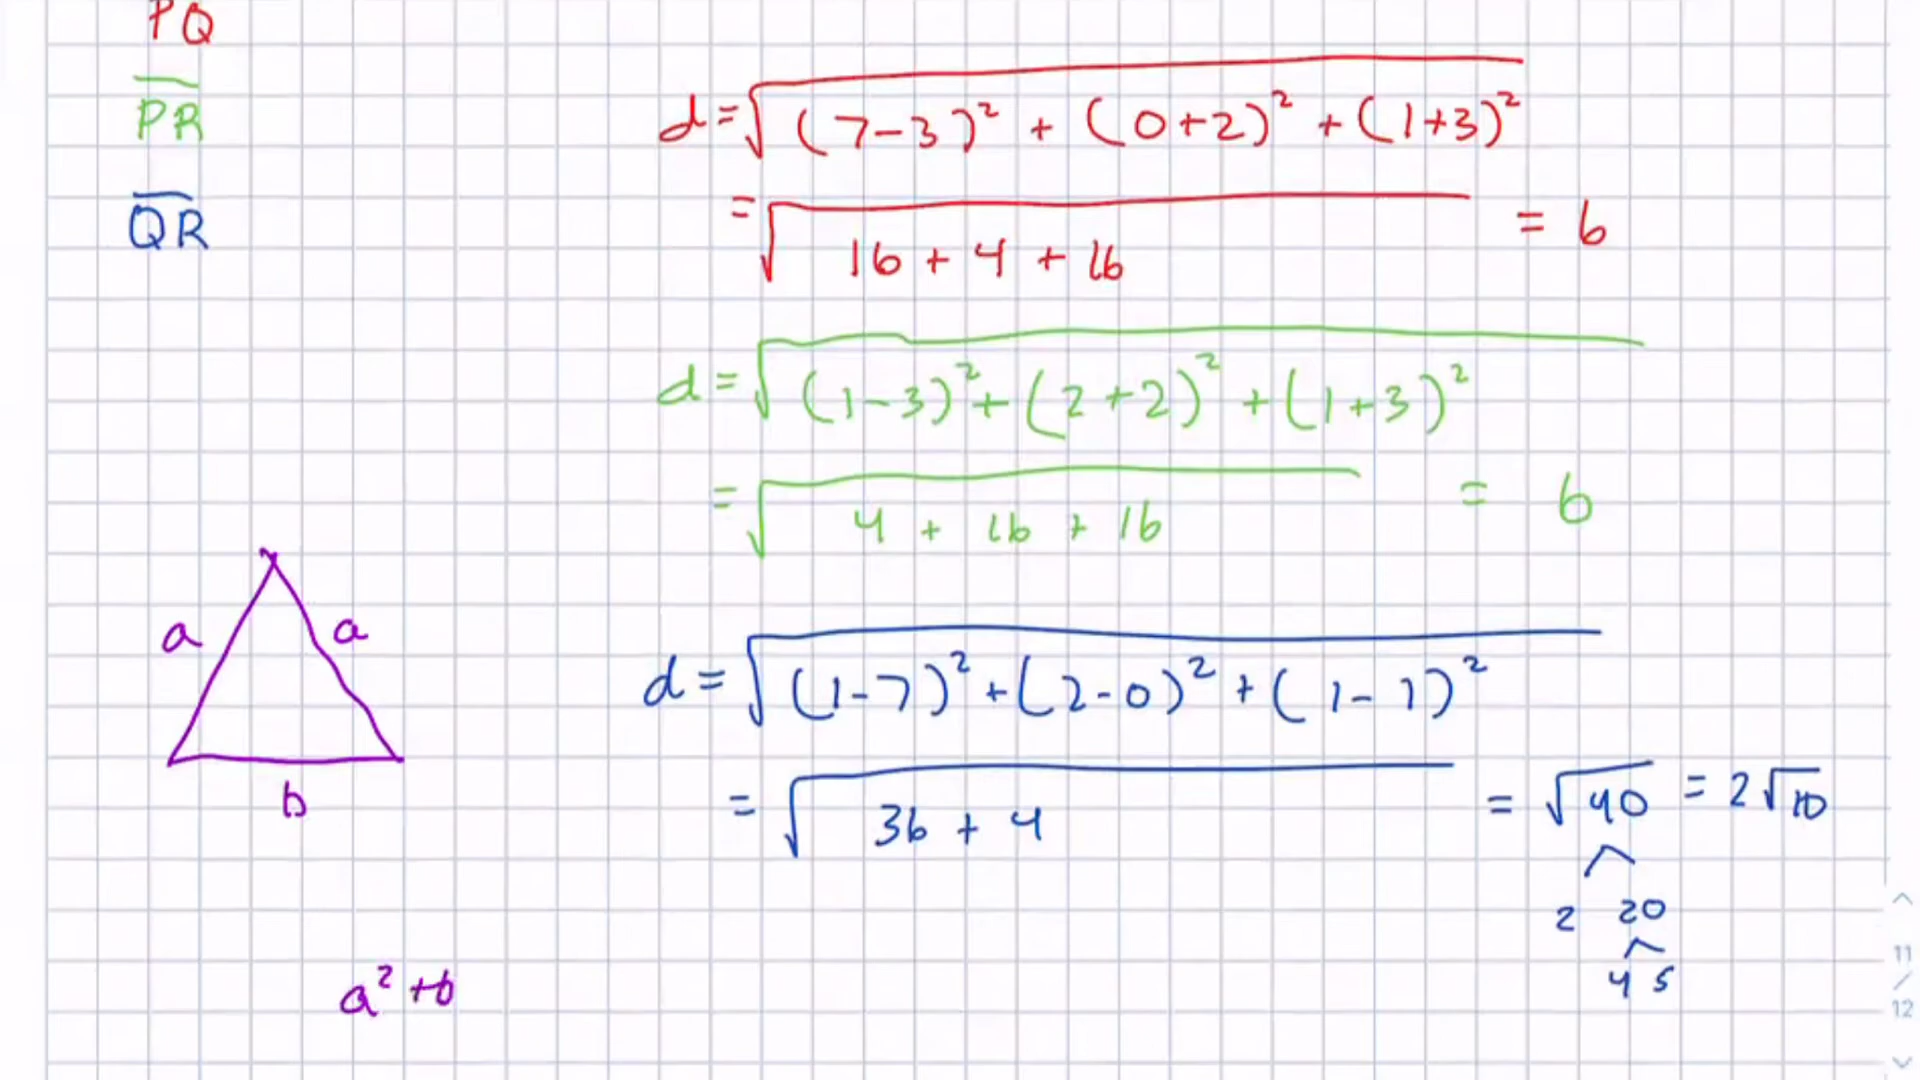 PQ
PR
QR
d = √(7-3)² + (0+2)² + (1+3)²
= √16 + 4 + 16 = 6
d = √(1-3)² + (2+2)² + (1+3)²
= √4 + 16 + 16 = 6
a a
b
d = √(1-7)² + (2-0)² + (1-1)²
= √36 + 4 = √40 = 2√10
2 20
4 5
a² + b
11
/
12